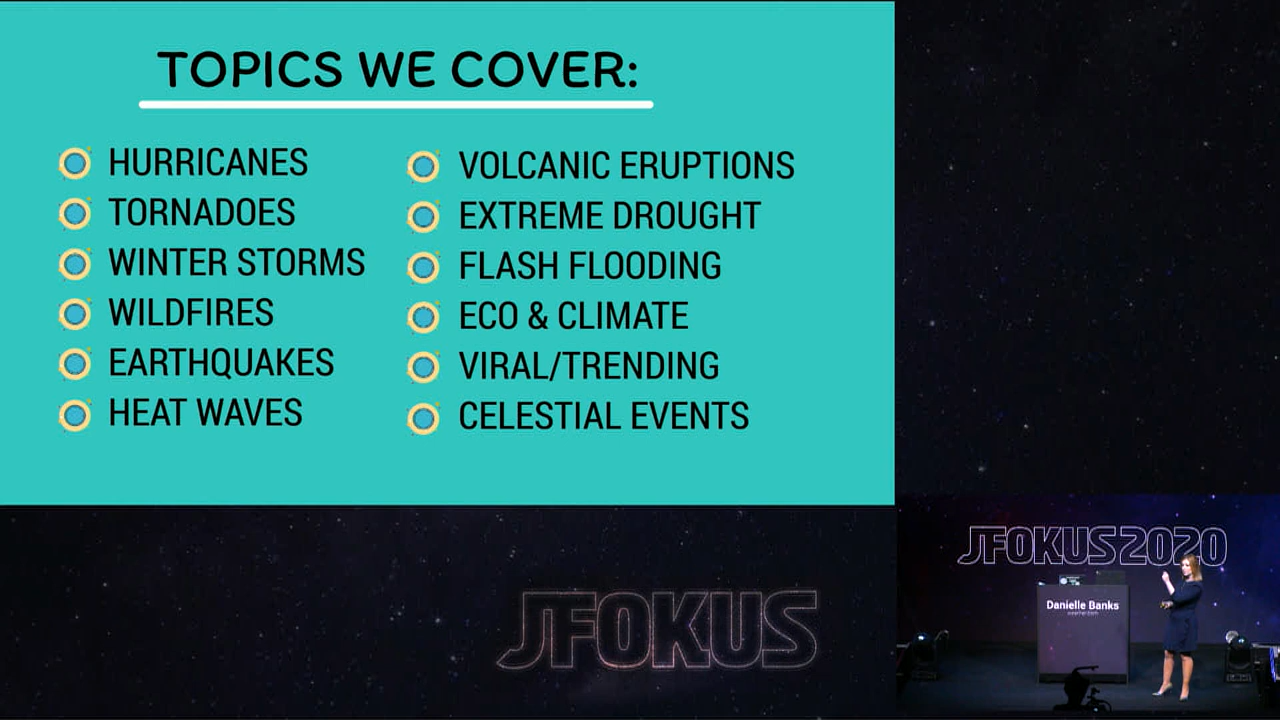 TOPICS WE COVER:
HURRICANES
TORNADOES
WINTER STORMS
WILDFIRES
EARTHQUAKES
HEAT WAVES
VOLCANIC ERUPTIONS
EXTREME DROUGHT
FLASH FLOODING
ECO & CLIMATE
VIRAL/TRENDING
CELESTIAL EVENTS
JFOKUS
JFOKUS2020
Danielle Banks